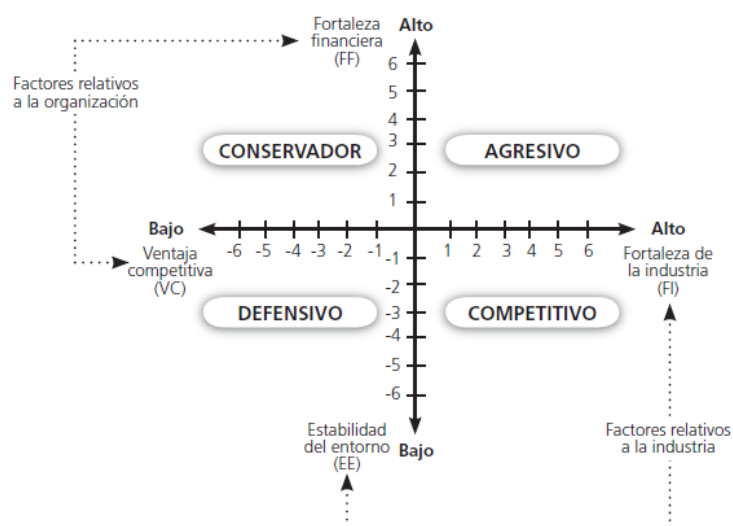 Fortaleza
financiera
(FF)
Alto
Factores relativos
a la organización
6
5
4
3
2
1
CONSERVADOR
AGRESIVO
Bajo
Alto
-6 -5 -4 -3 -2 -1
1 2 3 4 5 6
Ventaja
competitiva
(VC)
Fortaleza de
la industria
(FI)
-1
-2
-3
-4
-5
-6
DEFENSIVO
COMPETITIVO
Estabilidad
del entorno
(EE)
Bajo
Factores relativos
a la industria